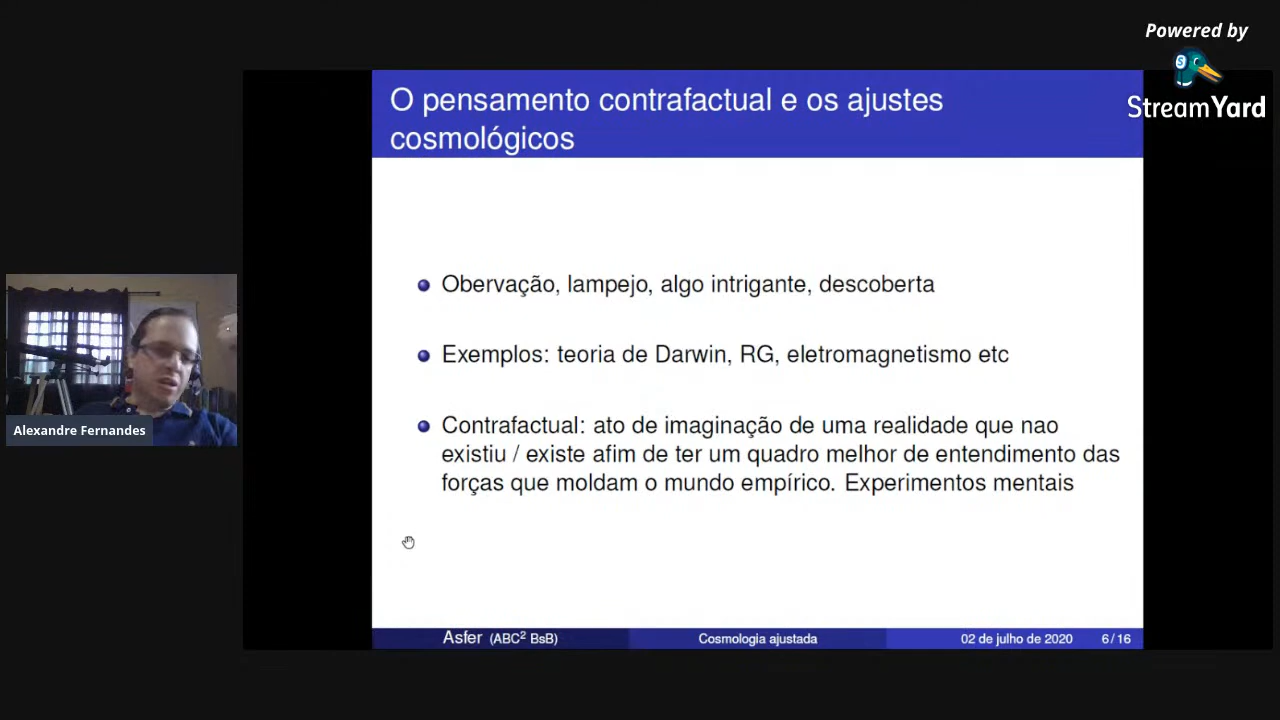 Powered by
StreamYard
O pensamento contrafactual e os ajustes
cosmológicos
Obervação, lampejo, algo intrigante, descoberta
Exemplos: teoria de Darwin, RG, eletromagnetismo etc
Contrafactual: ato de imaginação de uma realidade que nao
existiu / existe afim de ter um quadro melhor de entendimento das
forças que moldam o mundo empírico. Experimentos mentais
Alexandre Fernandes
Asfer (ABC² BsB) Cosmologia ajustada 02 de julho de 2020 6 / 16